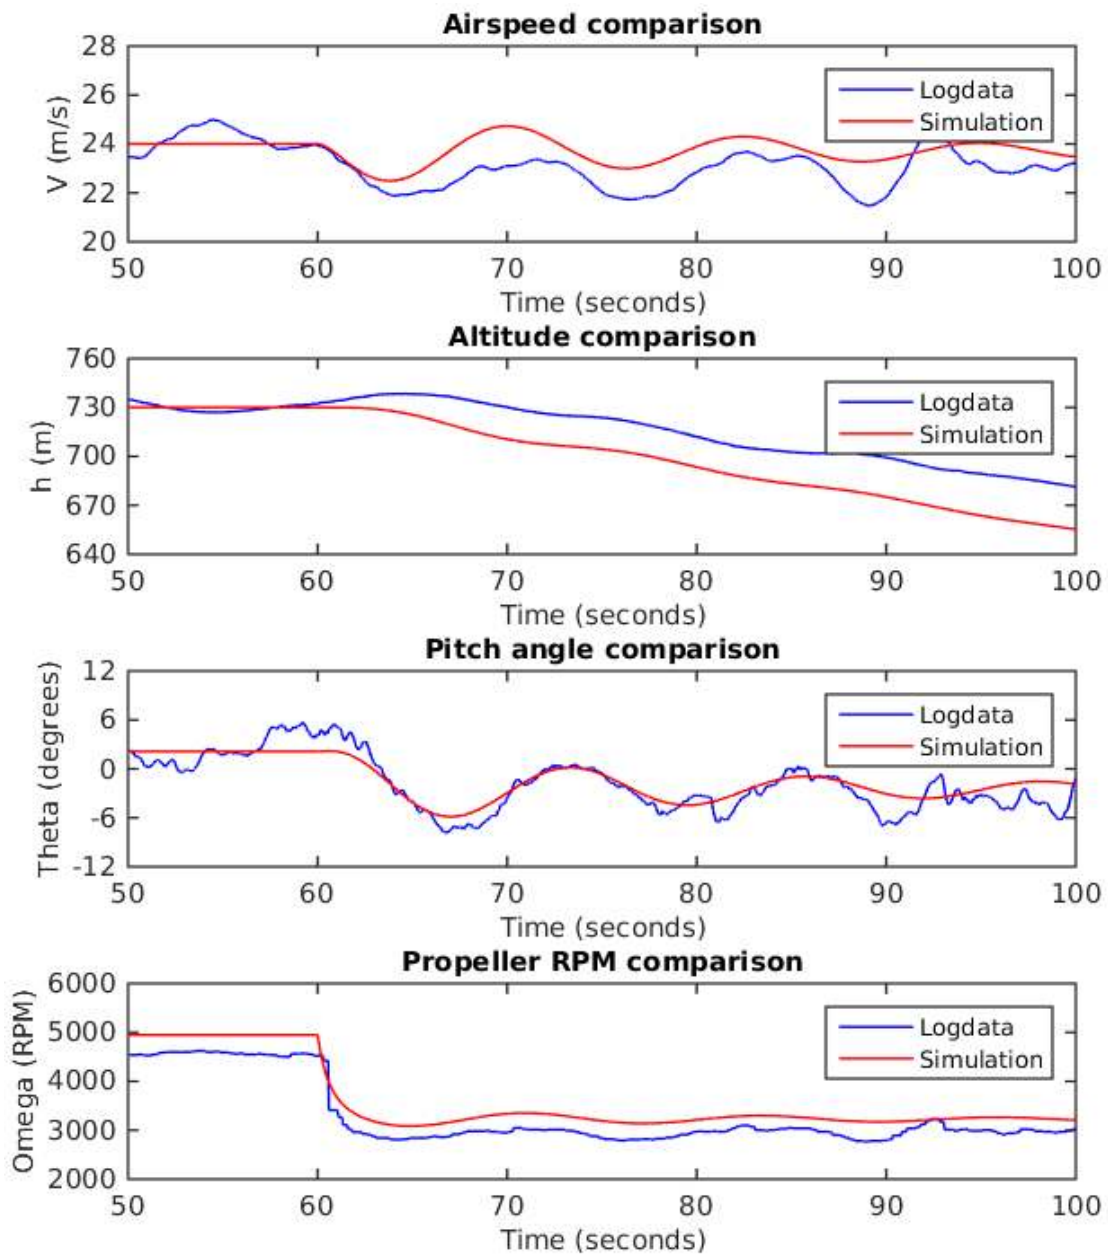 Airspeed comparison
28
26
24
22
20
V (m/s)
Logdata
Simulation
50 60 70 80 90 100
Time (seconds)
Altitude comparison
760
730
700
670
640
h (m)
Logdata
Simulation
50 60 70 80 90 100
Time (seconds)
Pitch angle comparison
12
6
0
-6
-12
Theta (degrees)
Logdata
Simulation
50 60 70 80 90 100
Time (seconds)
Propeller RPM comparison
6000
5000
4000
3000
2000
Omega (RPM)
Logdata
Simulation
50 60 70 80 90 100
Time (seconds)